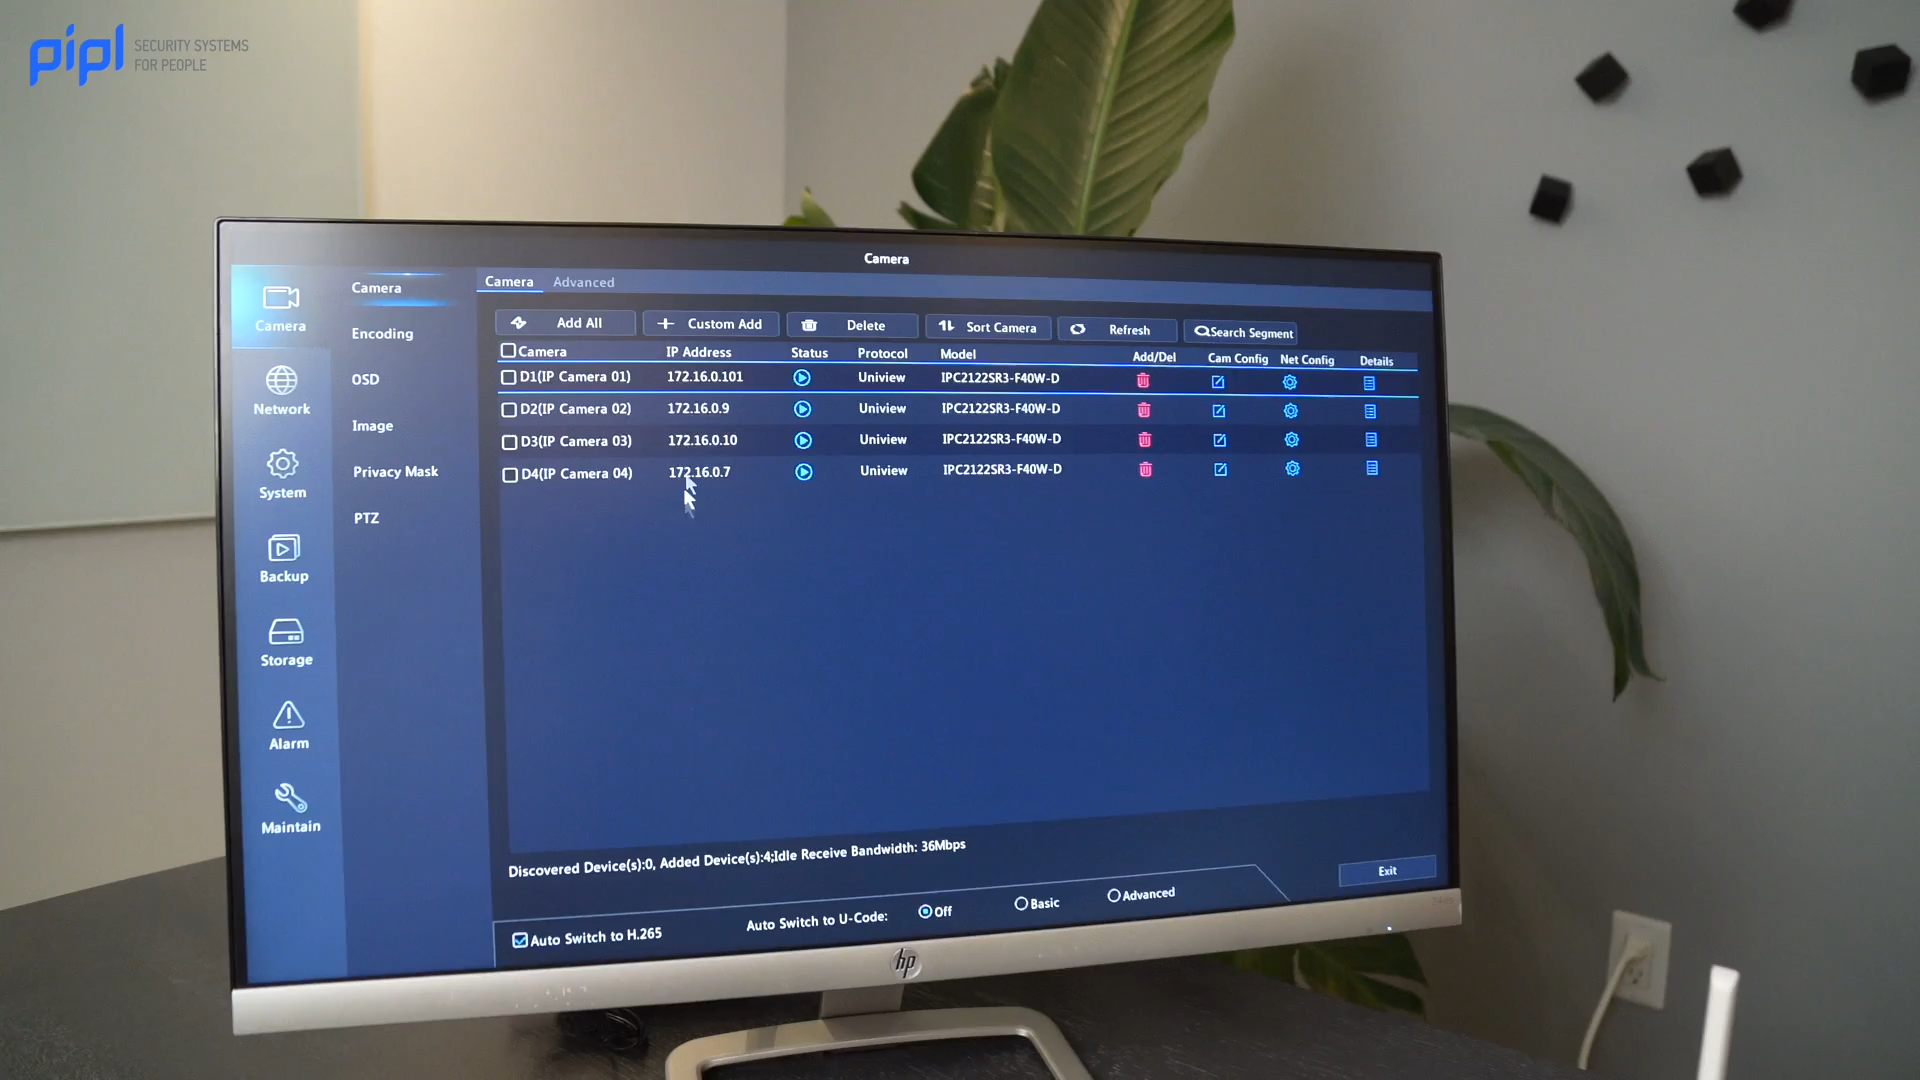 pipl SECURITY SYSTEMS
FOR PEOPLE
Camera
Camera
Network
System
Backup
Storage
Alarm
Maintain
Camera
Encoding
OSD
Image
Privacy Mask
PTZ
Camera Advanced
Add All Custom Add Delete Sort Camera Refresh Search Segment
Camera IP Address Status Protocol Model Add/Del Cam Config Net Config Details
D1(IP Camera 01) 172.16.0.101 Uniview IPC2122SR3-F40W-D
D2(IP Camera 02) 172.16.0.9 Uniview IPC2122SR3-F40W-D
D3(IP Camera 03) 172.16.0.10 Uniview IPC2122SR3-F40W-D
D4(IP Camera 04) 172.16.0.7 Uniview IPC2122SR3-F40W-D
Discovered Device(s):0, Added Device(s):4;Idle Receive Bandwidth: 36Mbps
Exit
Auto Switch to H.265 Auto Switch to U-Code: Off Basic Advanced
hp